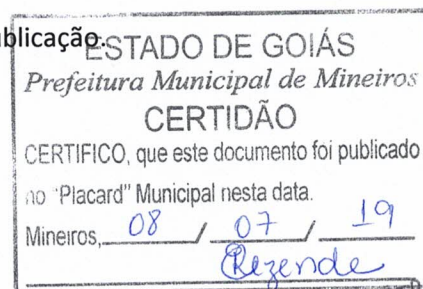 ublicação.
ESTADO DE GOIÁS
Prefeitura Municipal de Mineiros
CERTIDÃO
CERTIFICO, que este documento foi publicado
no "Placard" Municipal nesta data.
Mineiros, 08 / 07 / 19
Rezende